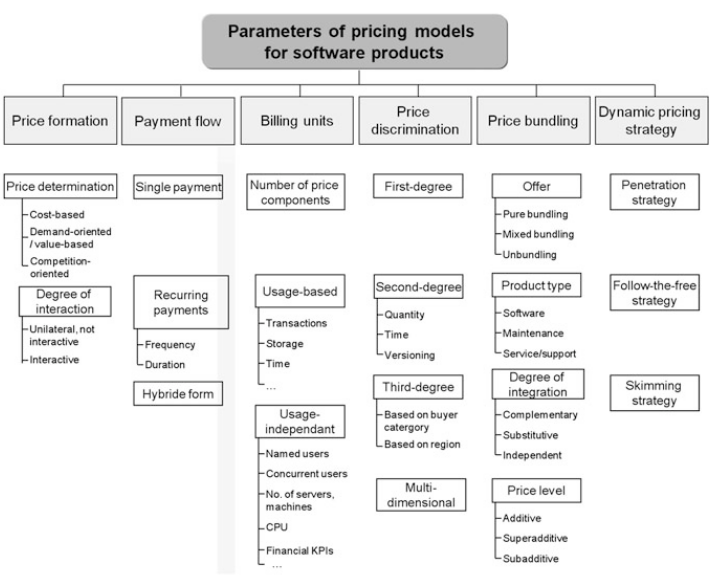 Parameters of pricing models
for software products
Price formation
Payment flow
Billing units
Price
discrimination
Price bundling
Dynamic pricing
strategy
Price determination
Cost-based
Demand-oriented
/ value-based
Competition-
oriented
Degree of
interaction
Unilateral, not
interactive
Interactive
Single payment
Recurring
payments
Frequency
Duration
Hybride form
Number of price
components
Usage-based
Transactions
Storage
Time
...
Usage-
independant
Named users
Concurrent users
No. of servers,
machines
CPU
Financial KPIs
...
First-degree
Second-degree
Quantity
Time
Versioning
Third-degree
Based on buyer
catergory
Based on region
Multi-
dimensional
Offer
Pure bundling
Mixed bundling
Unbundling
Product type
Software
Maintenance
Service/support
Degree of
integration
Complementary
Substitutive
Independent
Price level
Additive
Superadditive
Subadditive
Penetration
strategy
Follow-the-free
strategy
Skimming
strategy